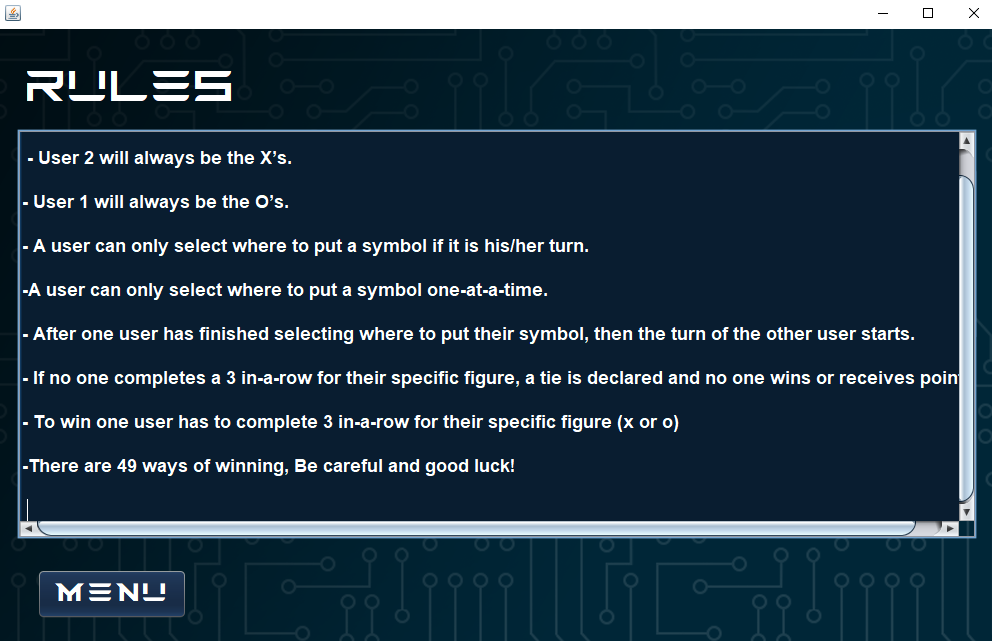 RULES
- User 2 will always be the X’s.
- User 1 will always be the O’s.
- A user can only select where to put a symbol if it is his/her turn.
-A user can only select where to put a symbol one-at-a-time.
- After one user has finished selecting where to put their symbol, then the turn of the other user starts.
- If no one completes a 3 in-a-row for their specific figure, a tie is declared and no one wins or receives
- To win one user has to complete 3 in-a-row for their specific figure (x or o)
-There are 49 ways of winning, Be careful and good luck!
MENU